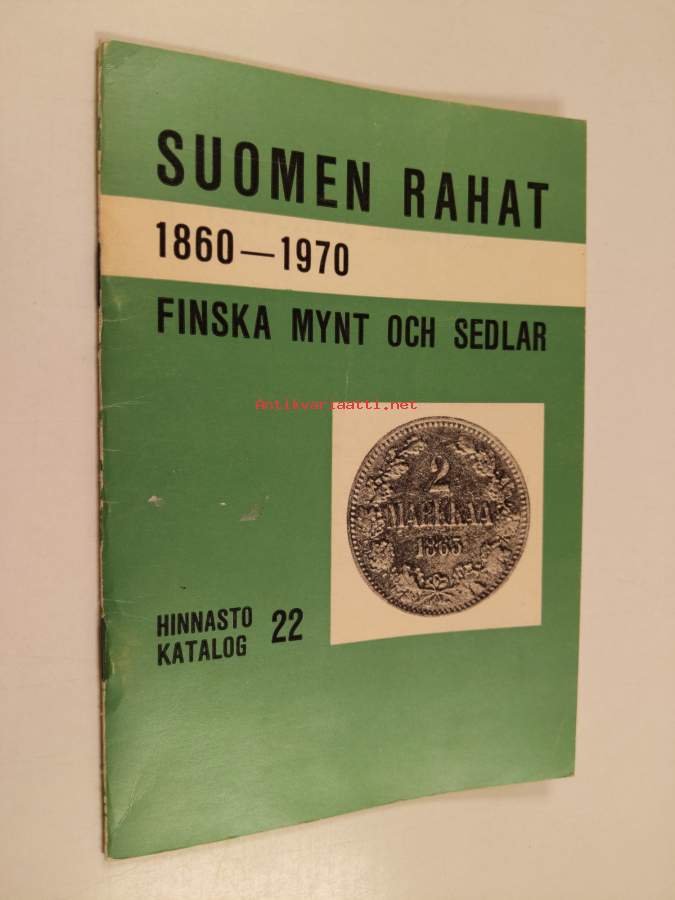 SUOMEN RAHAT
1860—1970
FINSKA MYNT OCH SEDLAR
Antikvariaatti.net
2
MARKKAA
1865
HINNASTO 22
KATALOG